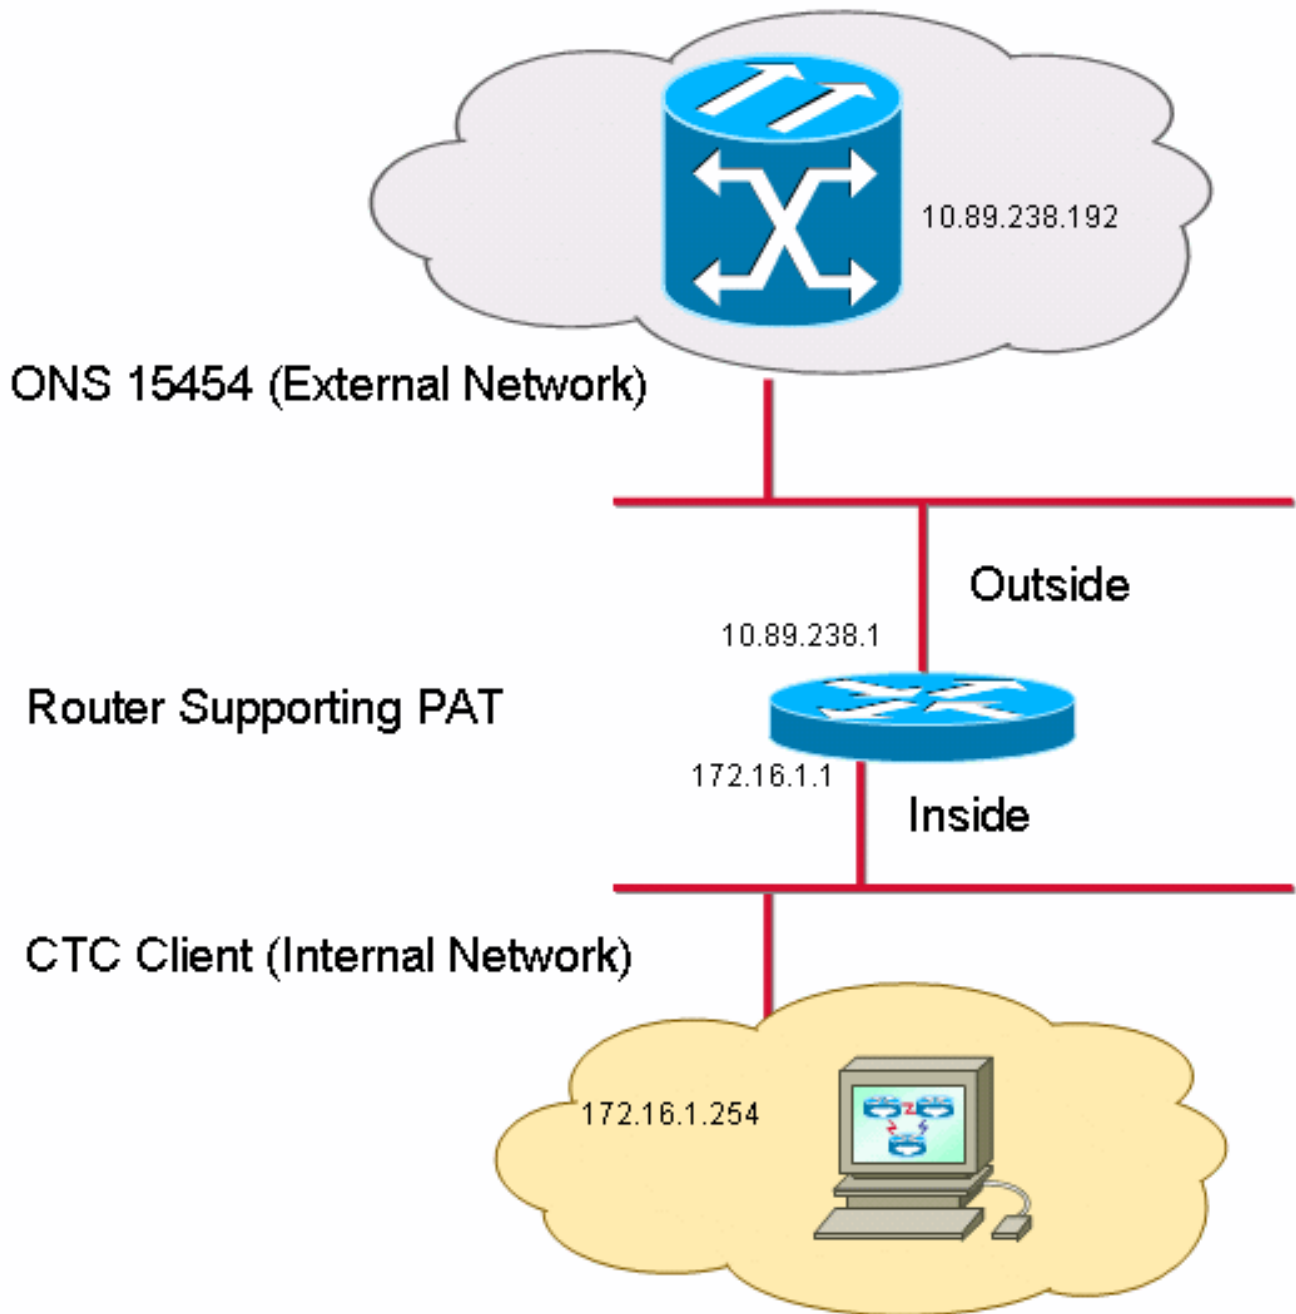 10.89.238.192
ONS 15454 (External Network)
Outside
10.89.238.1
Router Supporting PAT
172.16.1.1
Inside
CTC Client (Internal Network)
172.16.1.254